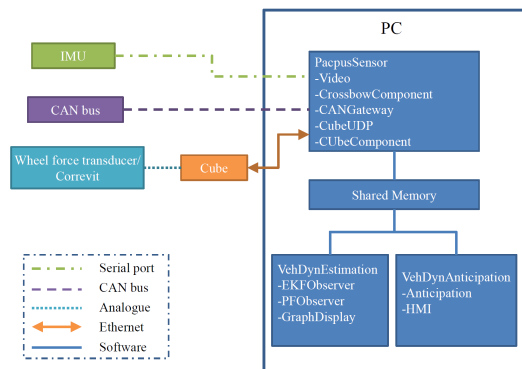 PC
IMU
PacpusSensor
-Video
-CrossbowComponent
-CANGateway
-CubeUDP
-CUbeComponent
CAN bus
Wheel force transducer/
Correvit
Cube
Shared Memory
VehDynEstimation
-EKFObserver
-PFObserver
-GraphDisplay
VehDynAnticipation
-Anticipation
-HMI
Serial port
CAN bus
Analogue
Ethernet
Software